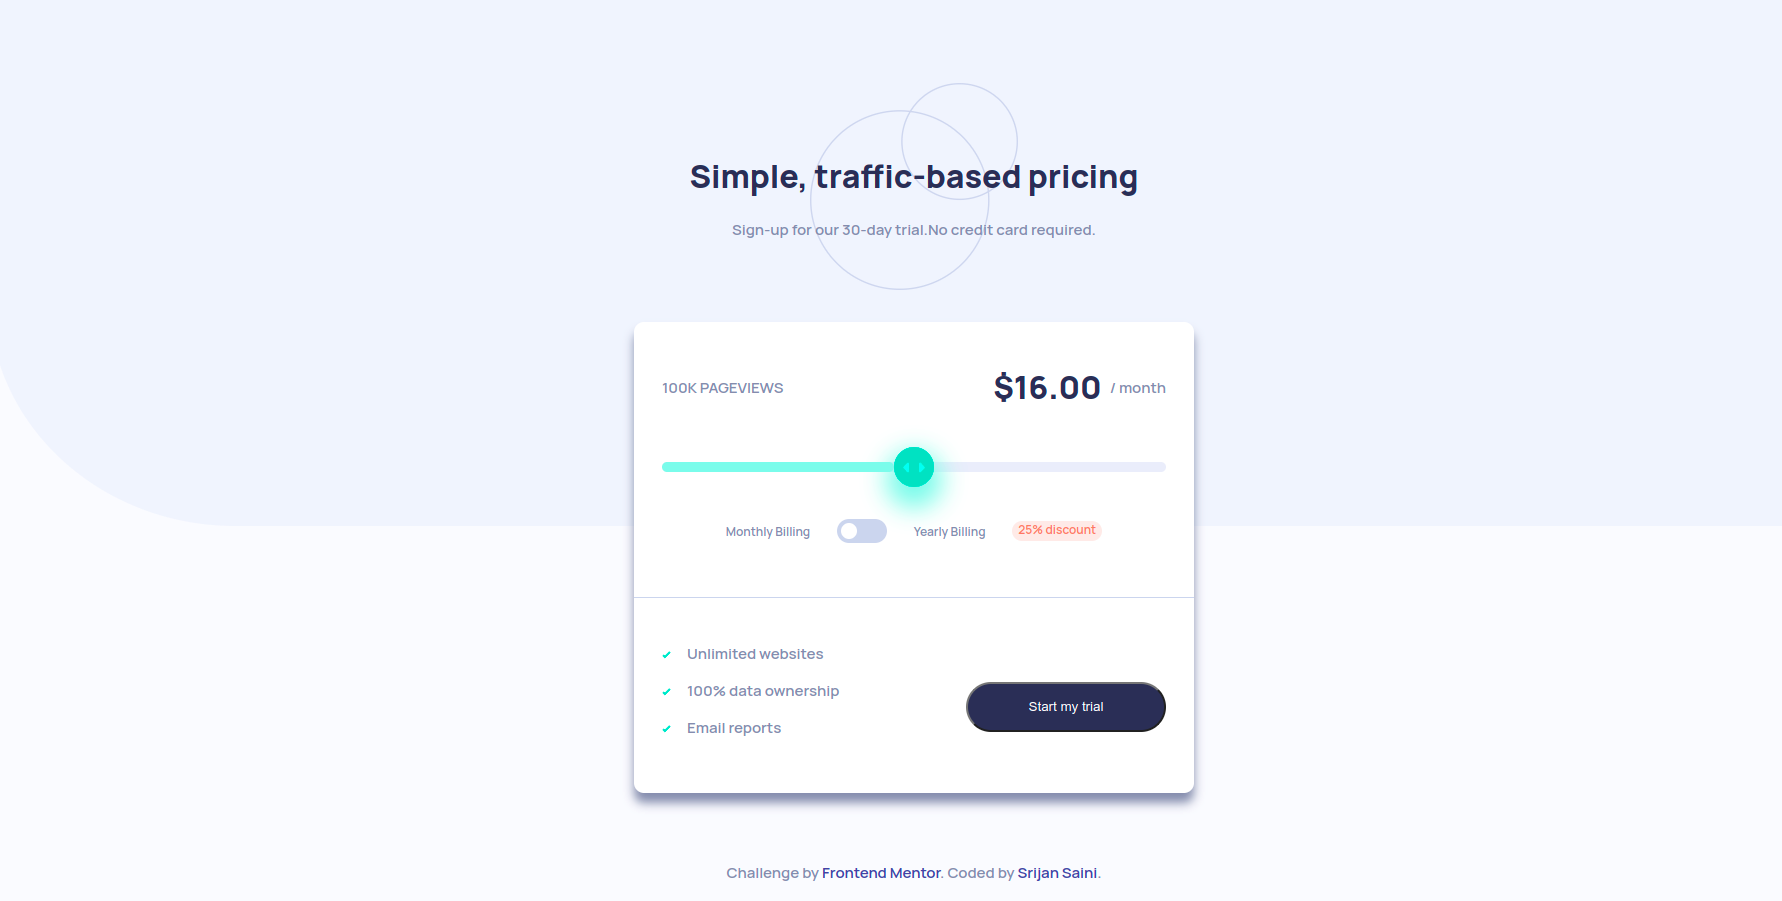 Simple, traffic-based pricing
Sign-up for our 30-day trial.No credit card required.
100K PAGEVIEWS
$16.00 / month
Monthly Billing
Yearly Billing
25% discount
Unlimited websites
100% data ownership
Email reports
Start my trial
Challenge by Frontend Mentor. Coded by Srijan Saini.